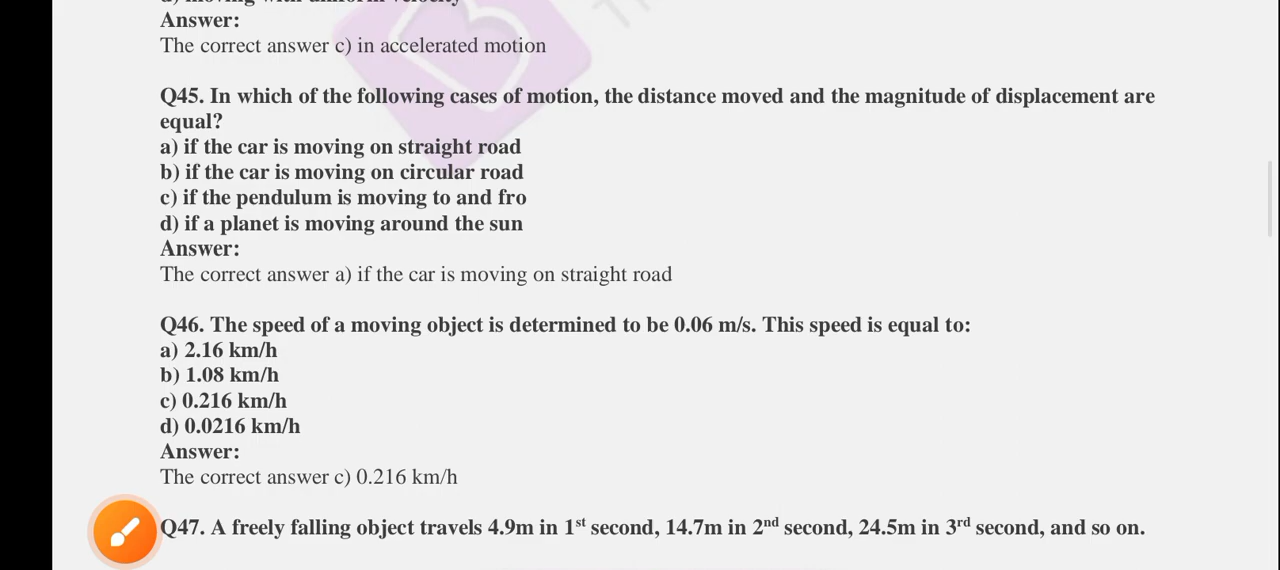 Answer:
The correct answer c) in accelerated motion
Q45. In which of the following cases of motion, the distance moved and the magnitude of displacement are
equal?
a) if the car is moving on straight road
b) if the car is moving on circular road
c) if the pendulum is moving to and fro
d) if a planet is moving around the sun
Answer:
The correct answer a) if the car is moving on straight road
Q46. The speed of a moving object is determined to be 0.06 m/s. This speed is equal to:
a) 2.16 km/h
b) 1.08 km/h
c) 0.216 km/h
d) 0.0216 km/h
Answer:
The correct answer c) 0.216 km/h
Q47. A freely falling object travels 4.9m in 1st second, 14.7m in 2nd second, 24.5m in 3rd second, and so on.